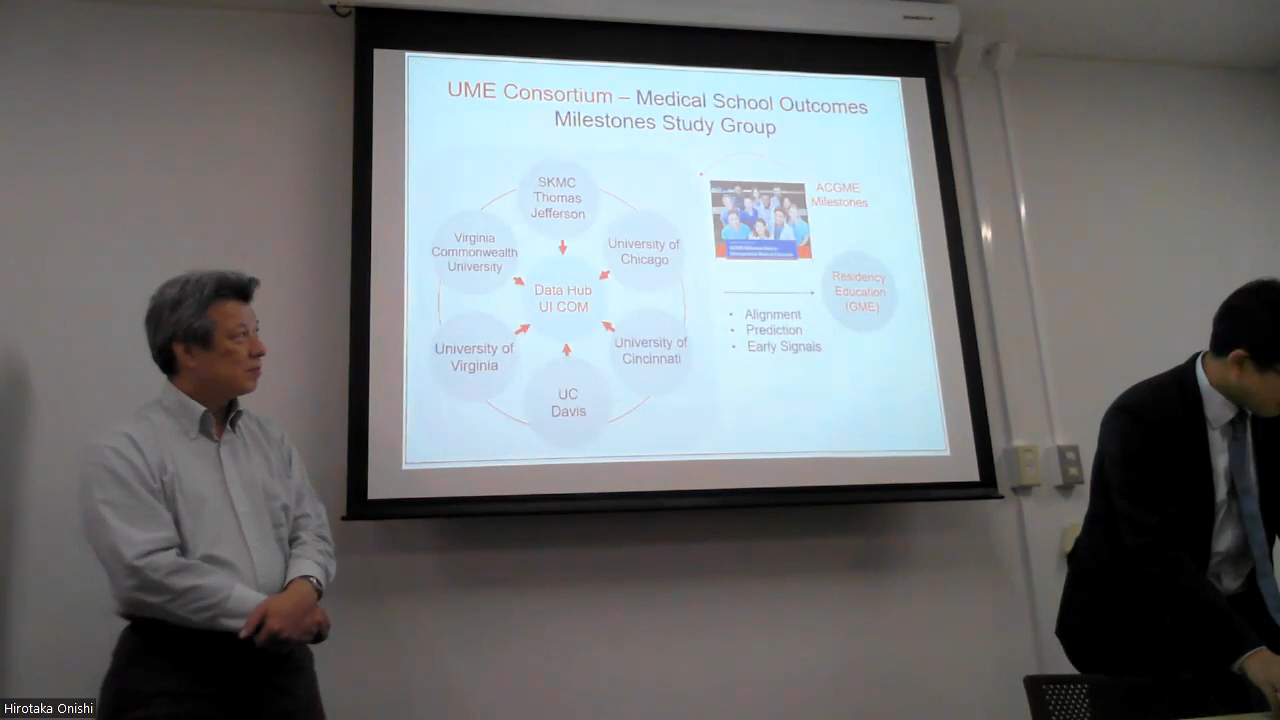 UME Consortium – Medical School Outcomes
Milestones Study Group
SKMC
Thomas
Jefferson
Virginia
Commonwealth
University
University of
Chicago
Data Hub
UI COM
University of
Virginia
University of
Cincinnati
UC
Davis
ACGME
Milestones
Residency
Education
(GME)
• Alignment
• Prediction
• Early Signals
Hirotaka Onishi